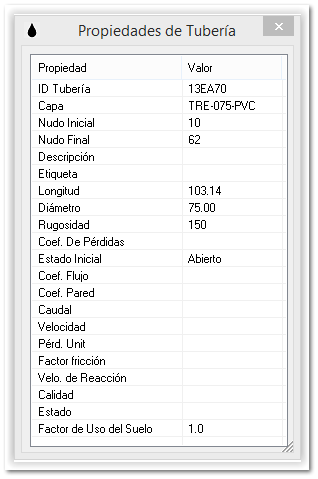 Propiedades de Tubería
Propiedad Valor
ID Tubería 13EA70
Capa TRE-075-PVC
Nudo Inicial 10
Nudo Final 62
Descripción
Etiqueta
Longitud 103.14
Diámetro 75.00
Rugosidad 150
Coef. De Pérdidas
Estado Inicial Abierto
Coef. Flujo
Coef. Pared
Caudal
Velocidad
Pérd. Unit
Factor fricción
Velo. de Reacción
Calidad
Estado
Factor de Uso del Suelo 1.0